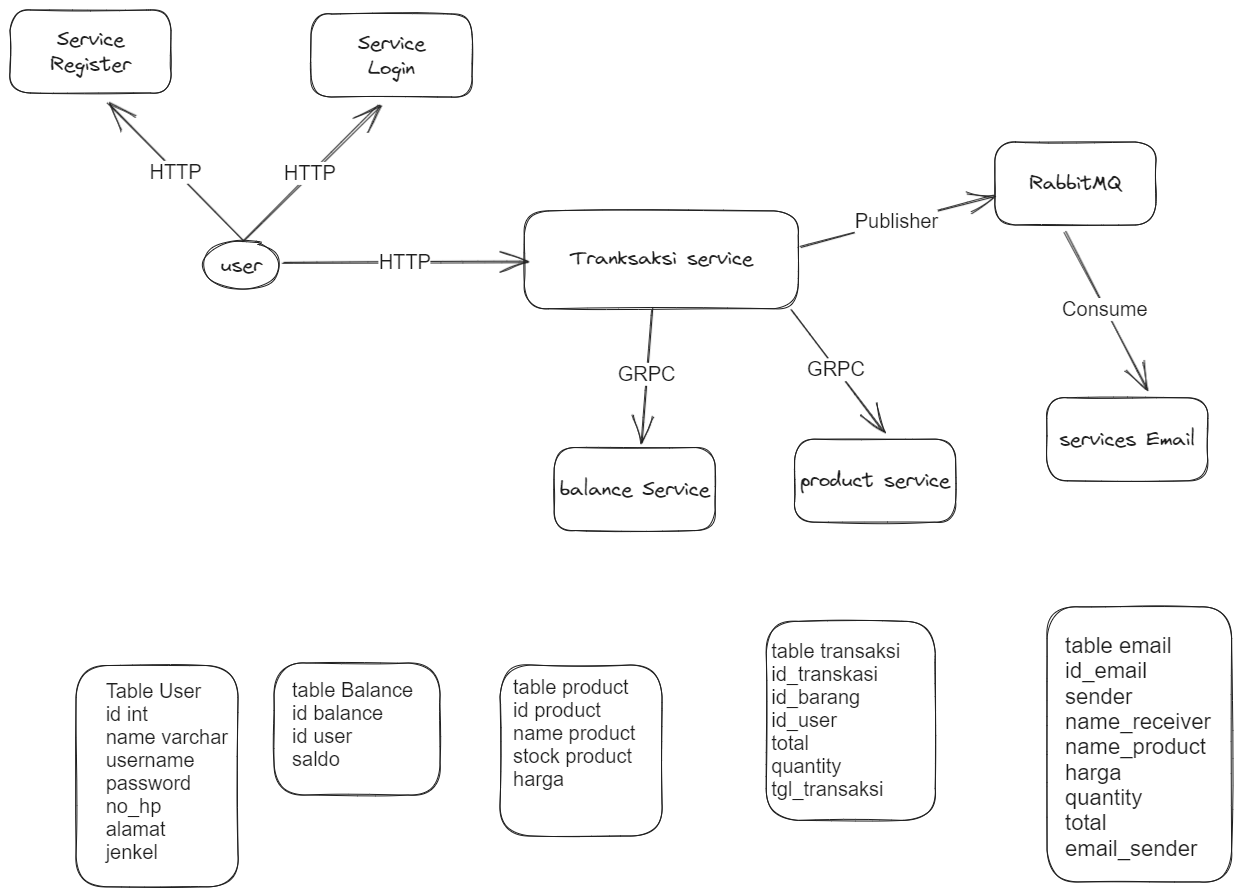 Service
Register
Service
Login
HTTP
HTTP
user
HTTP
Tranksaksi service
Publisher
RabbitMQ
Consume
services Email
GRPC
GRPC
balance Service
product service
Table User
id int
name varchar
username
password
no_hp
alamat
jenkel
table Balance
id balance
id user
saldo
table product
id product
name product
stock product
harga
table transaksi
id_transkasi
id_barang
id_user
total
quantity
tgl_transaksi
table email
id_email
sender
name_receiver
name_product
harga
quantity
total
email_sender